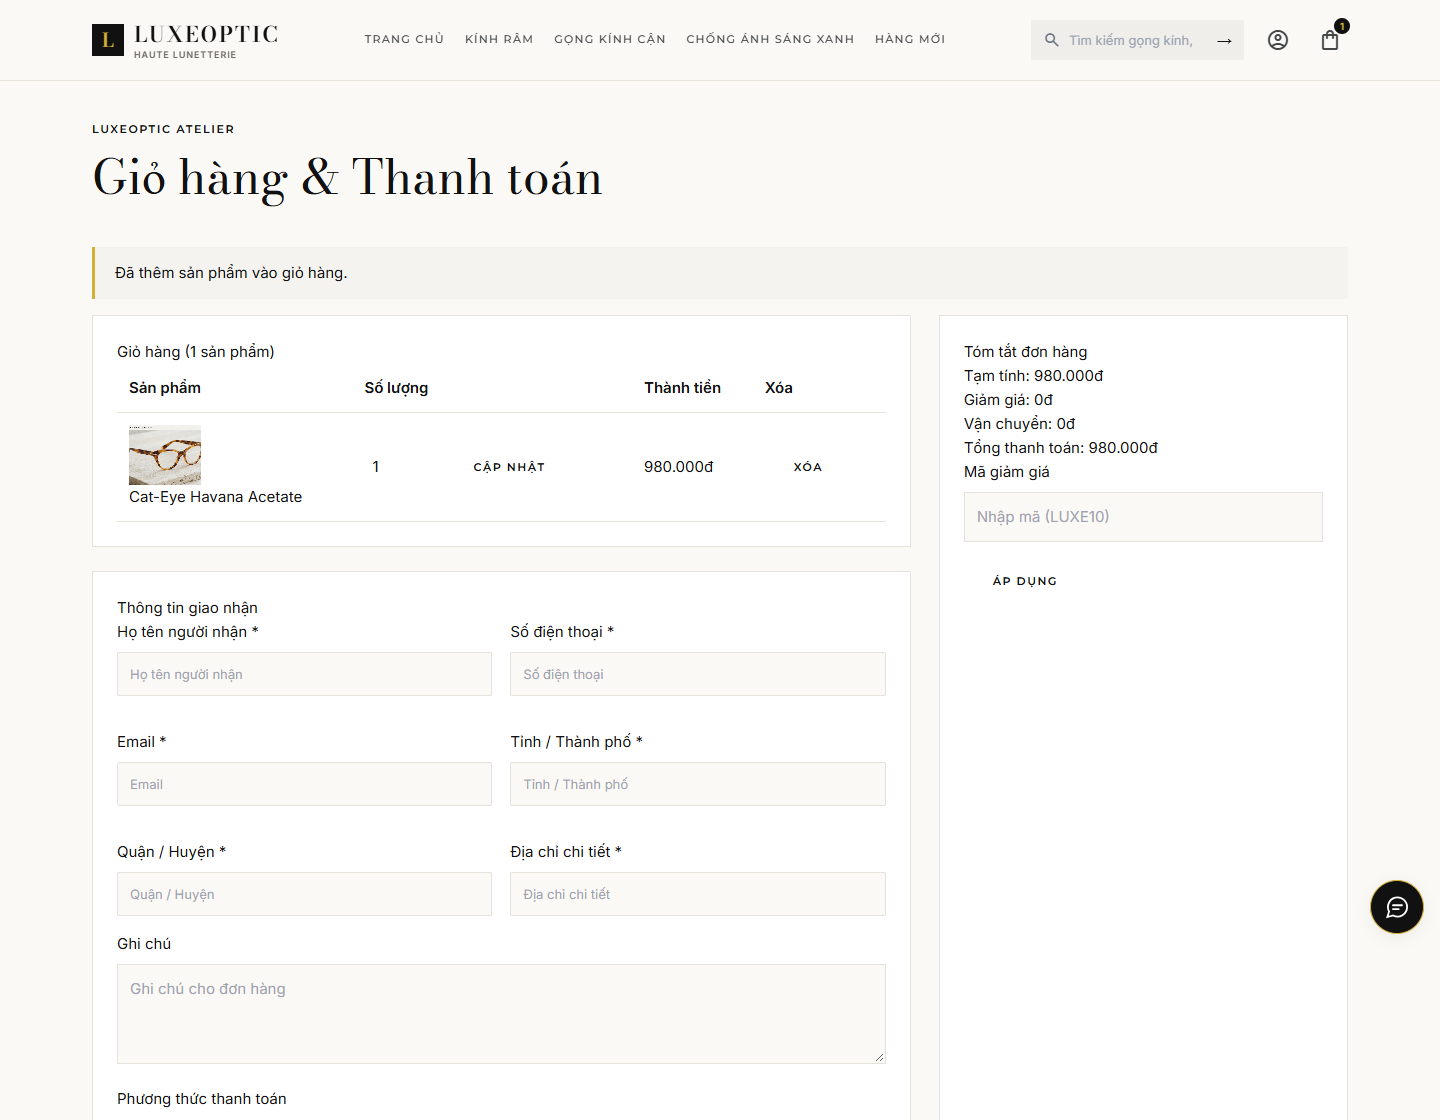 L
LUXEOPTIC
HAUTE LUNETTERIE
TRANG CHỦ
KÍNH RÂM
GỌNG KÍNH CẬN
CHỐNG ÁNH SÁNG XANH
HÀNG MỚI
Tìm kiếm gọng kính,
→
1
LUXEOPTIC ATELIER
Giỏ hàng & Thanh toán
Đã thêm sản phẩm vào giỏ hàng.
Giỏ hàng (1 sản phẩm)
Sản phẩm Số lượng Thành tiền Xóa
1 CẬP NHẬT 980.000đ XÓA
Cat-Eye Havana Acetate
Tóm tắt đơn hàng
Tạm tính: 980.000đ
Giảm giá: 0đ
Vận chuyển: 0đ
Tổng thanh toán: 980.000đ
Mã giảm giá
Nhập mã (LUXE10)
ÁP DỤNG
Thông tin giao nhận
Họ tên người nhận *
Họ tên người nhận
Số điện thoại *
Số điện thoại
Email *
Email
Tỉnh / Thành phố *
Tỉnh / Thành phố
Quận / Huyện *
Quận / Huyện
Địa chỉ chi tiết *
Địa chỉ chi tiết
Ghi chú
Ghi chú cho đơn hàng
Phương thức thanh toán